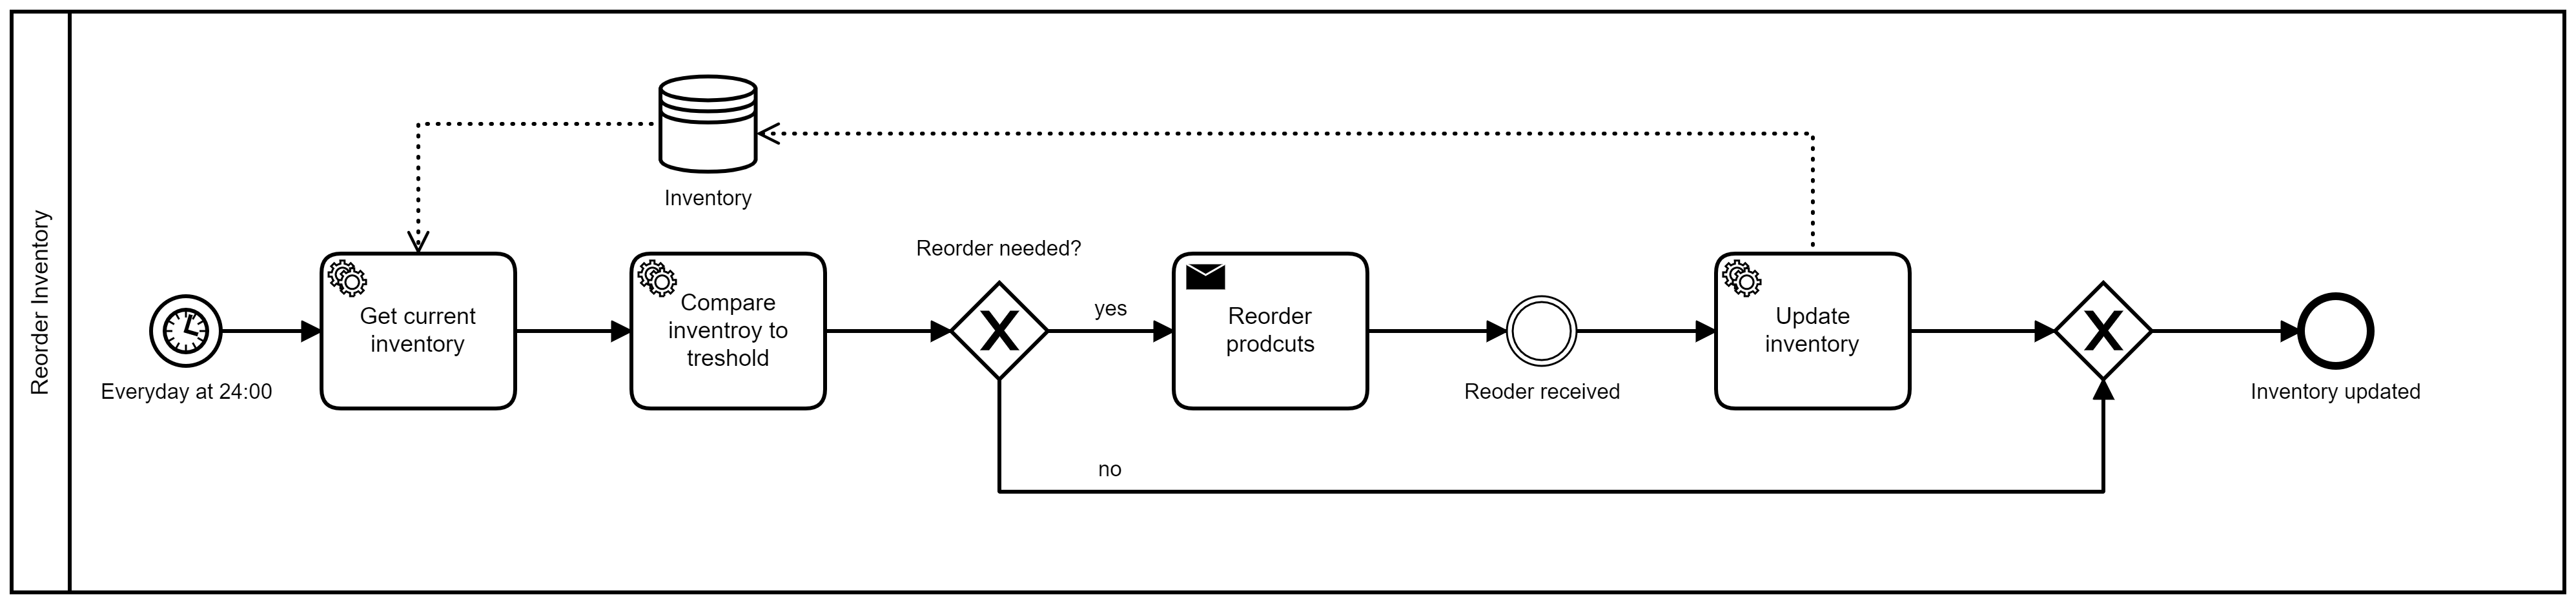 Reorder Inventory
Inventory
Everyday at 24:00
Get current
inventory
Compare
inventroy to
treshold
Reorder needed?
yes
no
Reorder
prodcuts
Reoder received
Update
inventory
Inventory updated